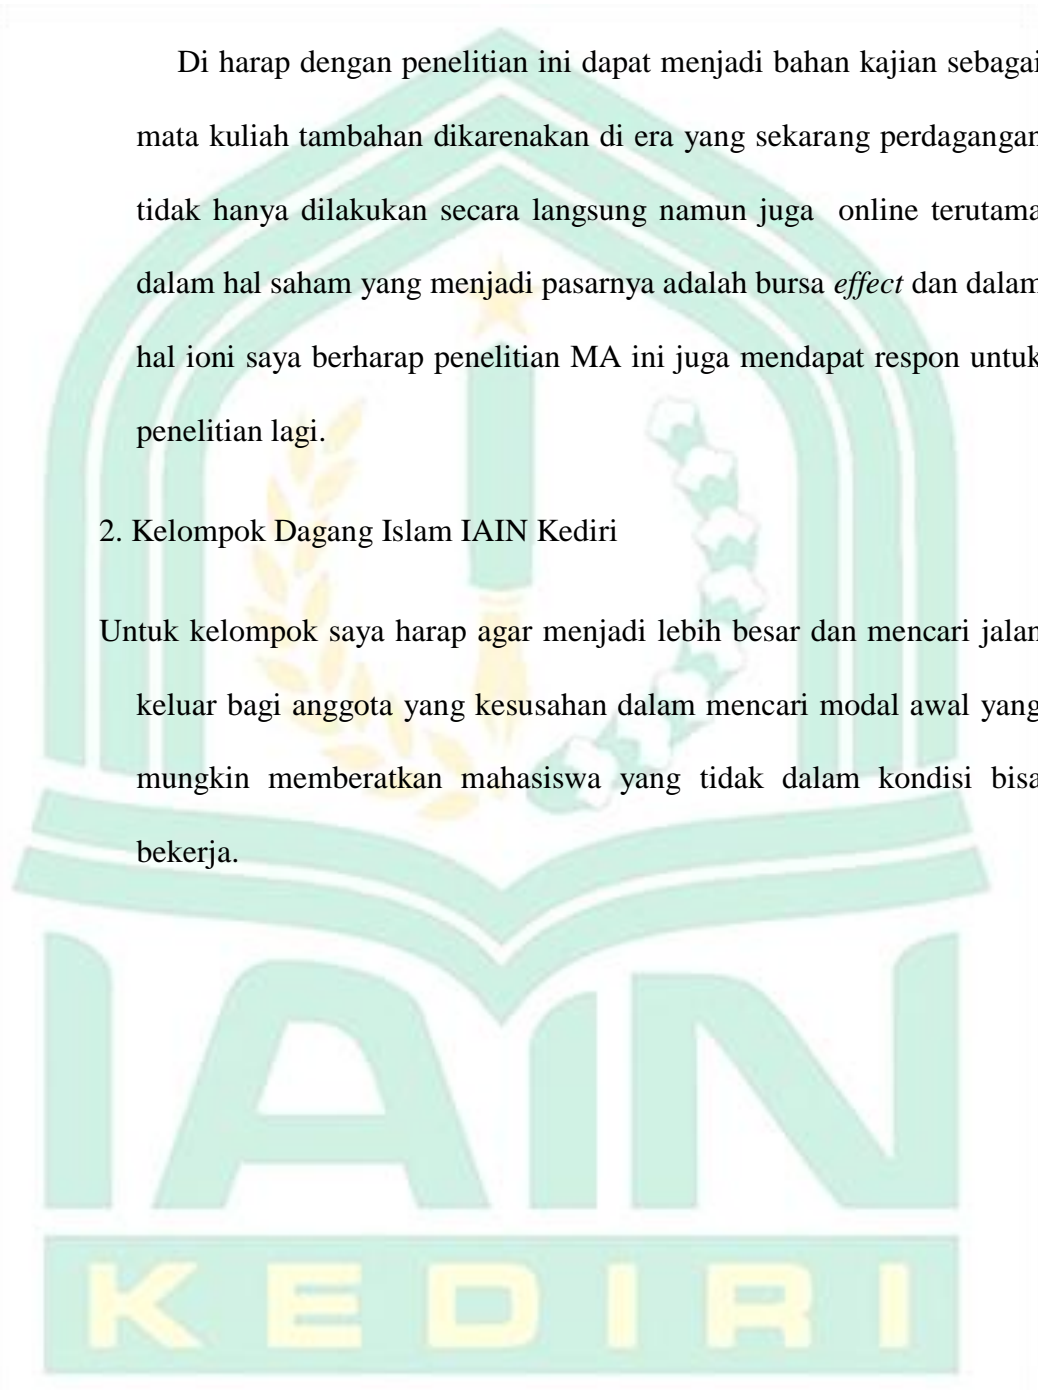 Di harap dengan penelitian ini dapat menjadi bahan kajian sebagai
mata kuliah tambahan dikarenakan di era yang sekarang perdagangan
tidak hanya dilakukan secara langsung namun juga online terutama
dalam hal saham yang menjadi pasarnya adalah bursa effect dan dalam
hal ioni saya berharap penelitian MA ini juga mendapat respon untuk
penelitian lagi.
2. Kelompok Dagang Islam IAIN Kediri
Untuk kelompok saya harap agar menjadi lebih besar dan mencari jalan
keluar bagi anggota yang kesusahan dalam mencari modal awal yang
mungkin memberatkan mahasiswa yang tidak dalam kondisi bisa
bekerja.
IAIN
KEDIRI